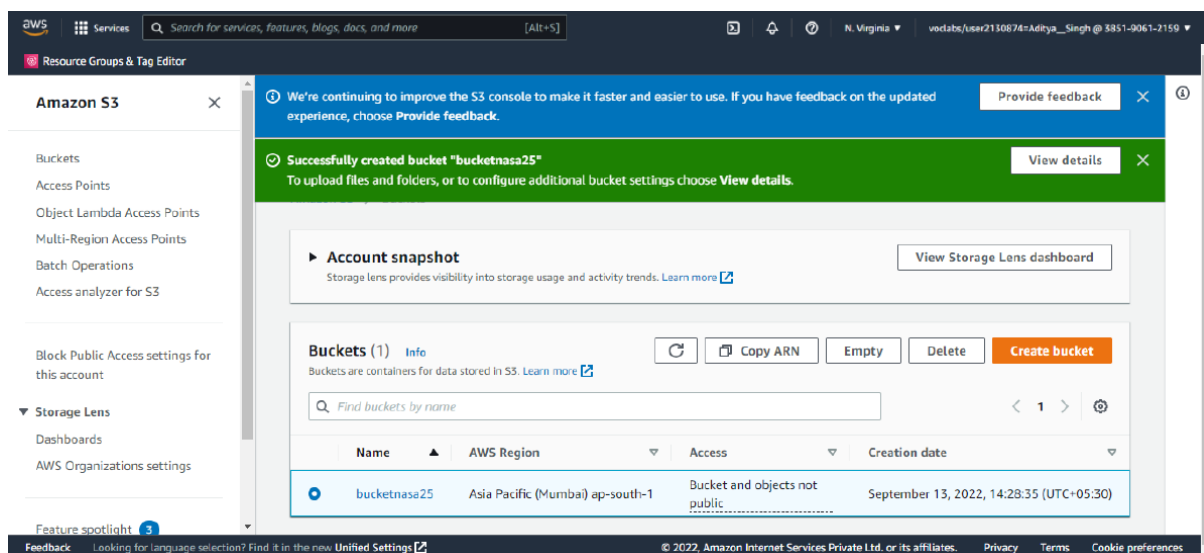 aws
Services
Search for services, features, blogs, docs, and more
[Alt+S]
N. Virginia ▼
voclabs/user2130874=Aditya__Singh @ 3851-9061-2159 ▼
Resource Groups & Tag Editor
Amazon S3
Buckets
Access Points
Object Lambda Access Points
Multi-Region Access Points
Batch Operations
Access analyzer for S3
Block Public Access settings for
this account
Storage Lens
Dashboards
AWS Organizations settings
Feature spotlight 3
We're continuing to improve the S3 console to make it faster and easier to use. If you have feedback on the updated
experience, choose Provide feedback.
Provide feedback
Successfully created bucket "bucketnasa25"
To upload files and folders, or to configure additional bucket settings choose View details.
View details
Account snapshot
Storage lens provides visibility into storage usage and activity trends. Learn more
View Storage Lens dashboard
Buckets (1) Info
Buckets are containers for data stored in S3. Learn more
Copy ARN
Empty
Delete
Create bucket
Find buckets by name
1
Name AWS Region Access Creation date
bucketnasa25 Asia Pacific (Mumbai) ap-south-1 Bucket and objects not September 13, 2022, 14:28:35 (UTC+05:30)
public
Feedback Looking for language selection? Find it in the new Unified Settings © 2022, Amazon Internet Services Private Ltd. or its affiliates. Privacy Terms Cookie preferences